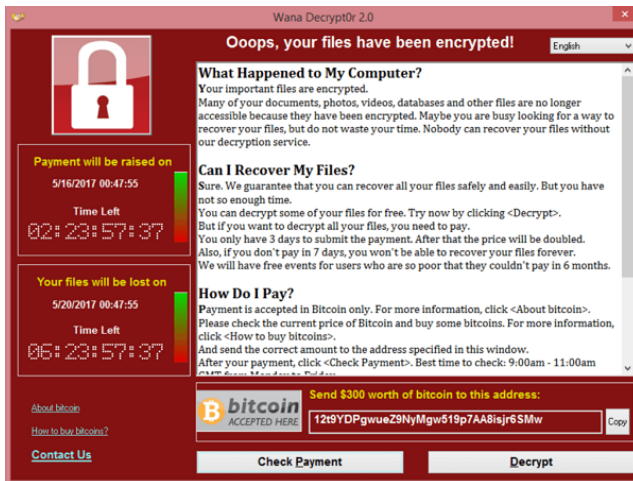 Wana Decrypt0r 2.0
Ooops, your files have been encrypted!
English
What Happened to My Computer?
Your important files are encrypted.
Many of your documents, photos, videos, databases and other files are no longer
accessible because they have been encrypted. Maybe you are busy looking for a way to
recover your files, but do not waste your time. Nobody can recover your files without
our decryption service.
Can I Recover My Files?
Sure. We guarantee that you can recover all your files safely and easily. But you have
not so enough time.
You can decrypt some of your files for free. Try now by clicking <Decrypt>.
But if you want to decrypt all your files, you need to pay.
You only have 3 days to submit the payment. After that the price will be doubled.
Also, if you don't pay in 7 days, you won't be able to recover your files forever.
We will have free events for users who are so poor that they couldn't pay in 6 months.
How Do I Pay?
Payment is accepted in Bitcoin only. For more information, click <About bitcoin>.
Please check the current price of Bitcoin and buy some bitcoins. For more information,
click <How to buy bitcoins>.
And send the correct amount to the address specified in this window.
After your payment, click <Check Payment>. Best time to check: 9:00am - 11:00am
GMT from Monday to Friday
Payment will be raised on
5/16/2017 00:47:55
Time Left
02:23:57:37
Your files will be lost on
5/20/2017 00:47:55
Time Left
06:23:57:37
About bitcoin
How to buy bitcoins?
Contact Us
bitcoin
ACCEPTED HERE
Send $300 worth of bitcoin to this address:
12t9YDPgwueZ9NyMgw519p7AA8isjr6SMw
Copy
Check Payment
Decrypt